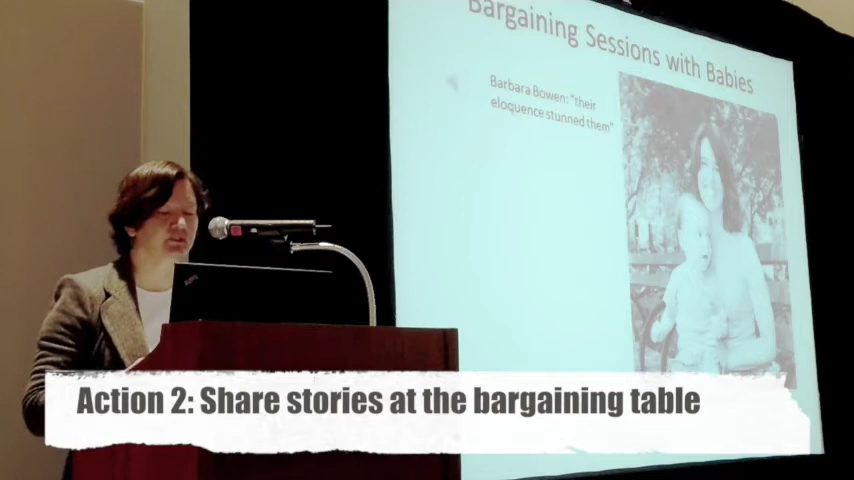 Bargaining Sessions with Babies
Barbara Bowen: "their
eloquence stunned them"
Action 2: Share stories at the bargaining table